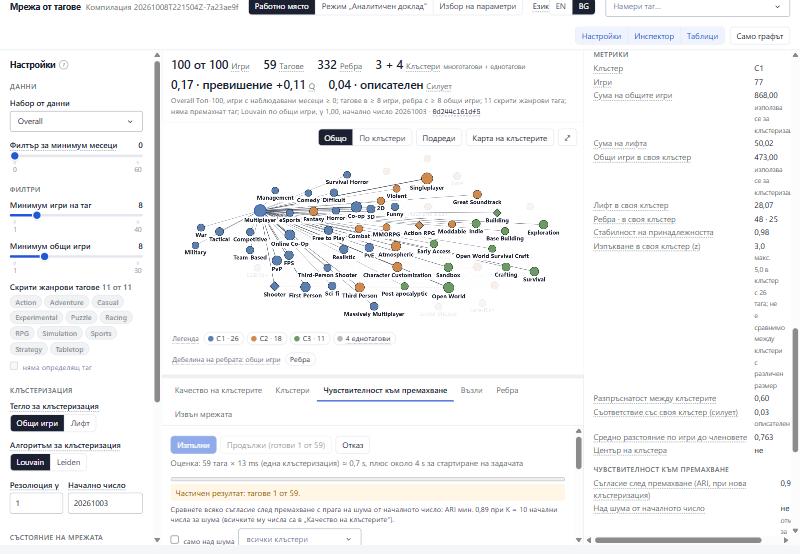 Мрежа от тагове Компилация 20261008T221504Z-7a23ae9f Работно място Режим „Аналитичен доклад“ Избор на параметри Език EN BG Намери таг...
Настройки Инспектор Таблици Само графът
Настройки
ДАННИ
Набор от данни
Overall
Филтър за минимум месеци 0
0 60
ФИЛТРИ
Минимум игри на таг 8
1 40
Минимум общи игри 8
1 30
Скрити жанрови тагове 11 от 11
Action Adventure Casual
Experimental Puzzle Racing
RPG Simulation Sports
Strategy Tabletop
няма определящ таг
КЛЪСТЕРИЗАЦИЯ
Тегло за клъстеризация
Общи игри Лифт
Алгоритъм за клъстеризация
Louvain Leiden
Резолюция γ Начално число
1 20261003
СЪСТОЯНИЕ НА МРЕЖАТА
100 от 100 Игри 59 Тагове 332 Ребра 3 + 4 Клъстери многотагови + еднотагови
0,17 · превишение +0,11 Q 0,04 · описателен Силует
Overall Топ-100, игри с наблюдавани месеци ≥ 0; тагове в ≥ 8 игри, ребра с ≥ 8 общи игри; 11 скрити жанрови тага;
няма премахнат таг; Louvain по общи игри, γ 1,00, начално число 20261003 · 0d244c161df5
Общо По клъстери Подреди Карта на клъстерите
Survival Horror
Singleplayer
Management
Comedy
Difficult
Violent
Great Soundtrack
Multiplayer
eSports
Fantasy
Horror
Co-op
3D
2D
Funny
Building
War
Tactical
Competitive
Online Co-Op
Free to Play
Combat
MMORPG
Action RPG
Moddable
Indie
Base Building
Exploration
Military
Team-Based
FPS
PvP
Realistic
PvE
Atmospheric
Early Access
Open World Survival Craft
Third-Person Shooter
Character Customization
Sandbox
Crafting
Survival
Shooter
First Person
Sci fi
Third Person
Post apocalyptic
Open World
Massively Multiplayer
Легенда C1 · 26 C2 · 18 C3 · 11 4 еднотагови
Дебелина на ребрата: общи игри Ребра
Качество на клъстерите Клъстери Чувствителност към премахване Възли Ребра
Извън мрежата
Изпълни Продължи (готови 1 от 59) Отказ
Оценка: 59 тага × 13 ms (една клъстеризация) ≈ 0,7 s, плюс около 4 s за стартиране на задачата
Частичен резултат: тагове 1 от 59.
Сравнете всяко съгласие след премахване с прага на шума от началното число: ARI мин. 0,89 при K = 10 начални
числа за шума (всичките му числа са в „Качество на клъстерите“).
само над шума всички клъстери
МЕТРИКИ
Клъстер C1
Игри 77
Сума на общите игри 868,00
използва
се за
клъстериза
Сума на лифта 50,02
Общи игри в своя клъстер 473,00
използва
се за
клъстериза
Лифт в своя клъстер 28,07
Ребра · в своя клъстер 48 · 25
Стабилност на принадлежността 0,98
Изпъкване в своя клъстер (z) 3,0
макс.
5,0 в
клъстер
с 26
тага; не
е
сравнимо
между
клъстери
с
различен
размер
Разпръснатост между клъстерите 0,60
Съответствие със своя клъстер (силует) 0,03
описателен
Средно разстояние по игри до членовете 0,763
Център на клъстера не
ЧУВСТВИТЕЛНОСТ КЪМ ПРЕМАХВАНЕ
Съгласие след премахване (ARI, при нова 0,9
клъстеризация)
Над шума от началното число не